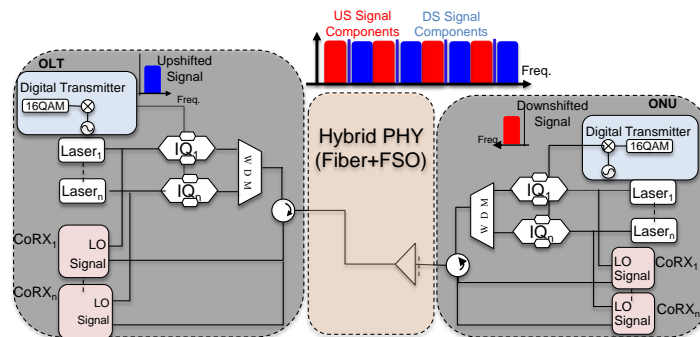 US Signal
Components
DS Signal
Components
Freq.
OLT
Upshifted
Signal
Freq.
Digital Transmitter
16QAM
Laser1
Lasern
IQ1
IQn
WDM
CoRX1
LO
Signal
CoRXn
LO
Signal
Hybrid PHY
(Fiber+FSO)
ONU
Downshifted
Signal
Freq.
Digital Transmitter
16QAM
WDM
IQ1
IQn
Laser1
Lasern
LO
Signal
CoRX1
LO
Signal
CoRXn